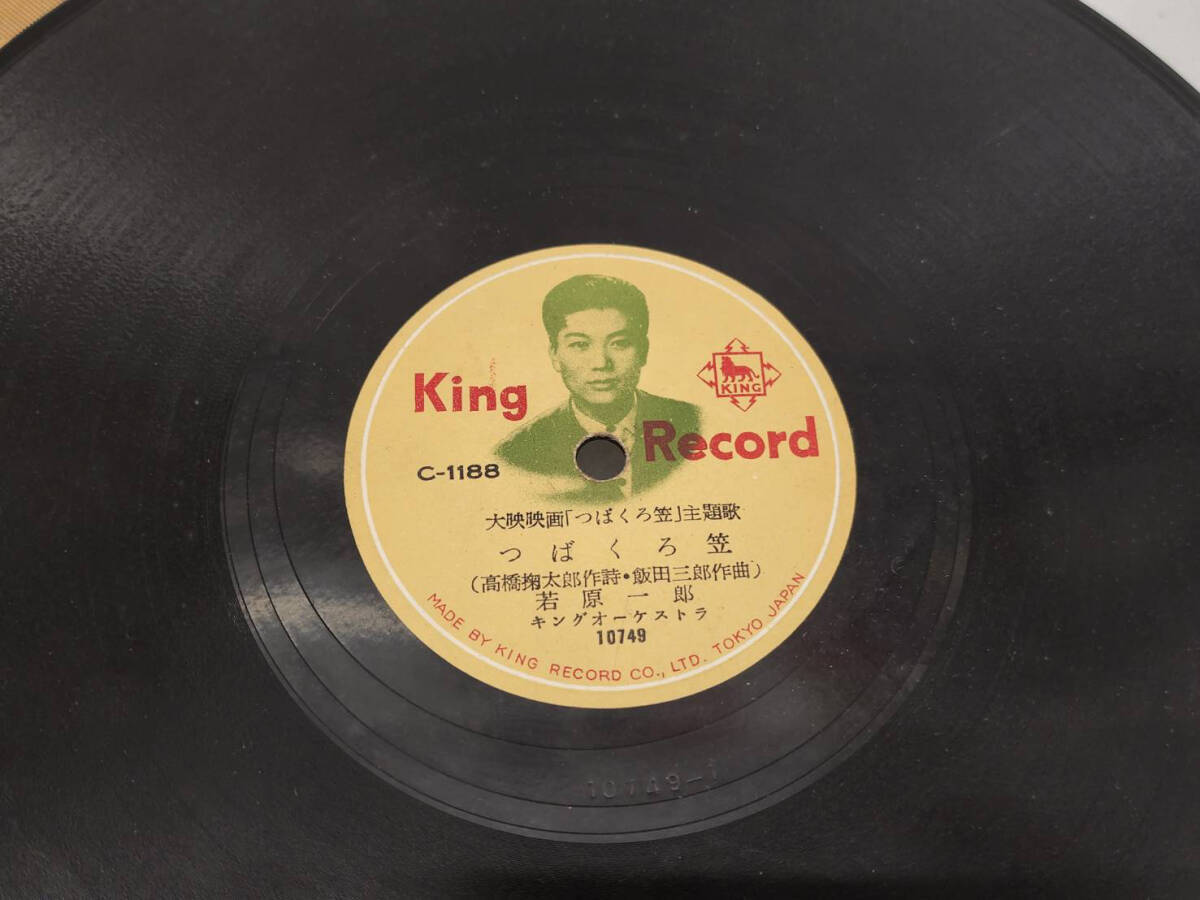 King
Record
KING
C-1188
大映映画「つばくろ笠」主題歌
つばくろ笠
(高橋掬太郎作詩・飯田三郎作曲)
若原一郎
キングオーケストラ
10749
MADE BY KING RECORD CO., LTD. TOKYO JAPAN
10749-1